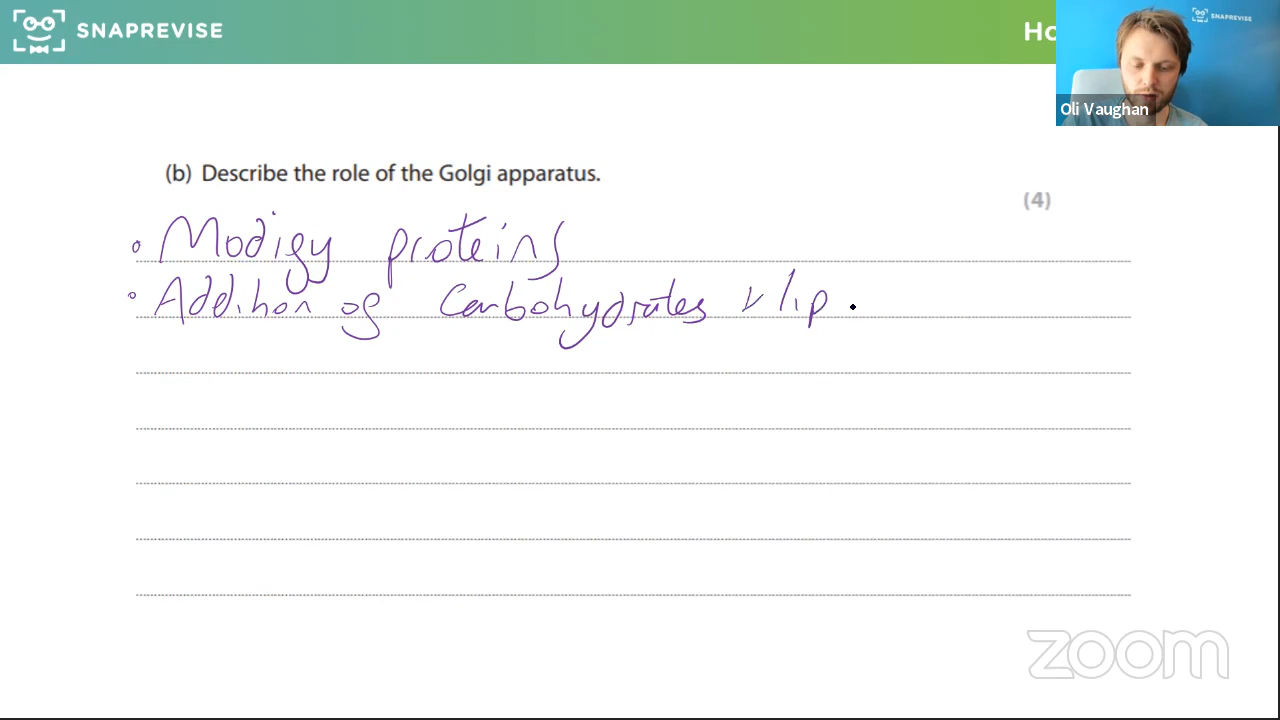 SNAPREVISE
Ho
SNAPREVISE
Oli Vaughan
(b) Describe the role of the Golgi apparatus.
(4)
• Modify proteins
• Addition of carbohydrates + lip
zoom